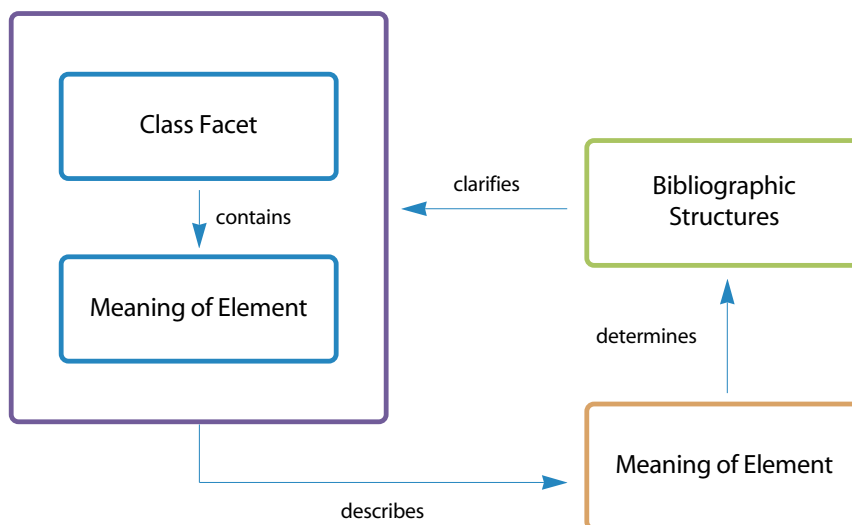 Class Facet
contains
Meaning of Element
clarifies
Bibliographic
Structures
determines
Meaning of Element
describes